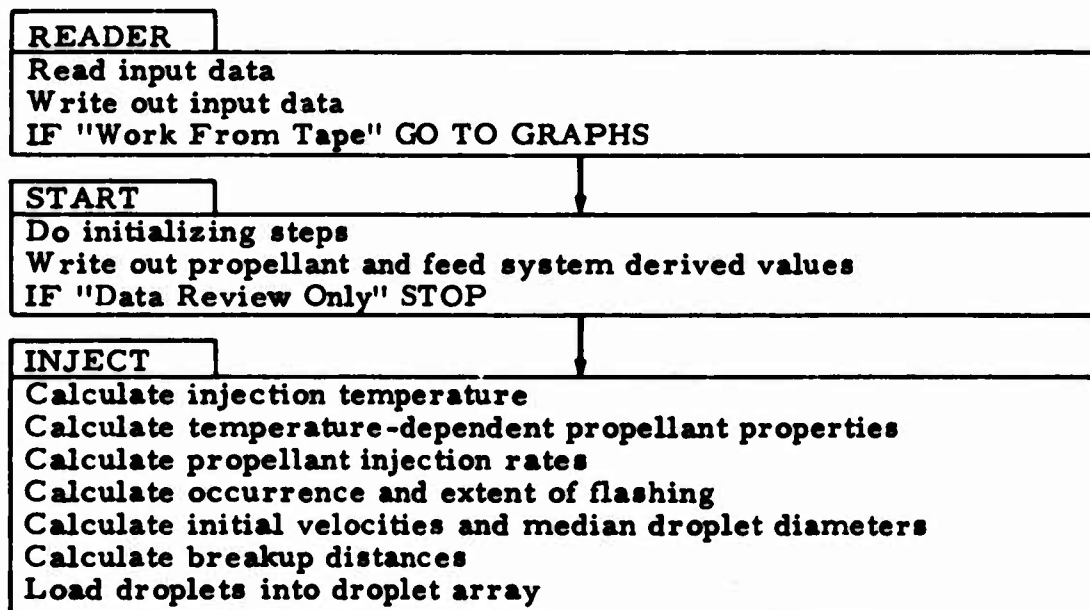 READER
Read input data
Write out input data
IF "Work From Tape" GO TO GRAPHS
START
Do initializing steps
Write out propellant and feed system derived values
IF "Data Review Only" STOP
INJECT
Calculate injection temperature
Calculate temperature-dependent propellant properties
Calculate propellant injection rates
Calculate occurrence and extent of flashing
Calculate initial velocities and median droplet diameters
Calculate breakup distances
Load droplets into droplet array